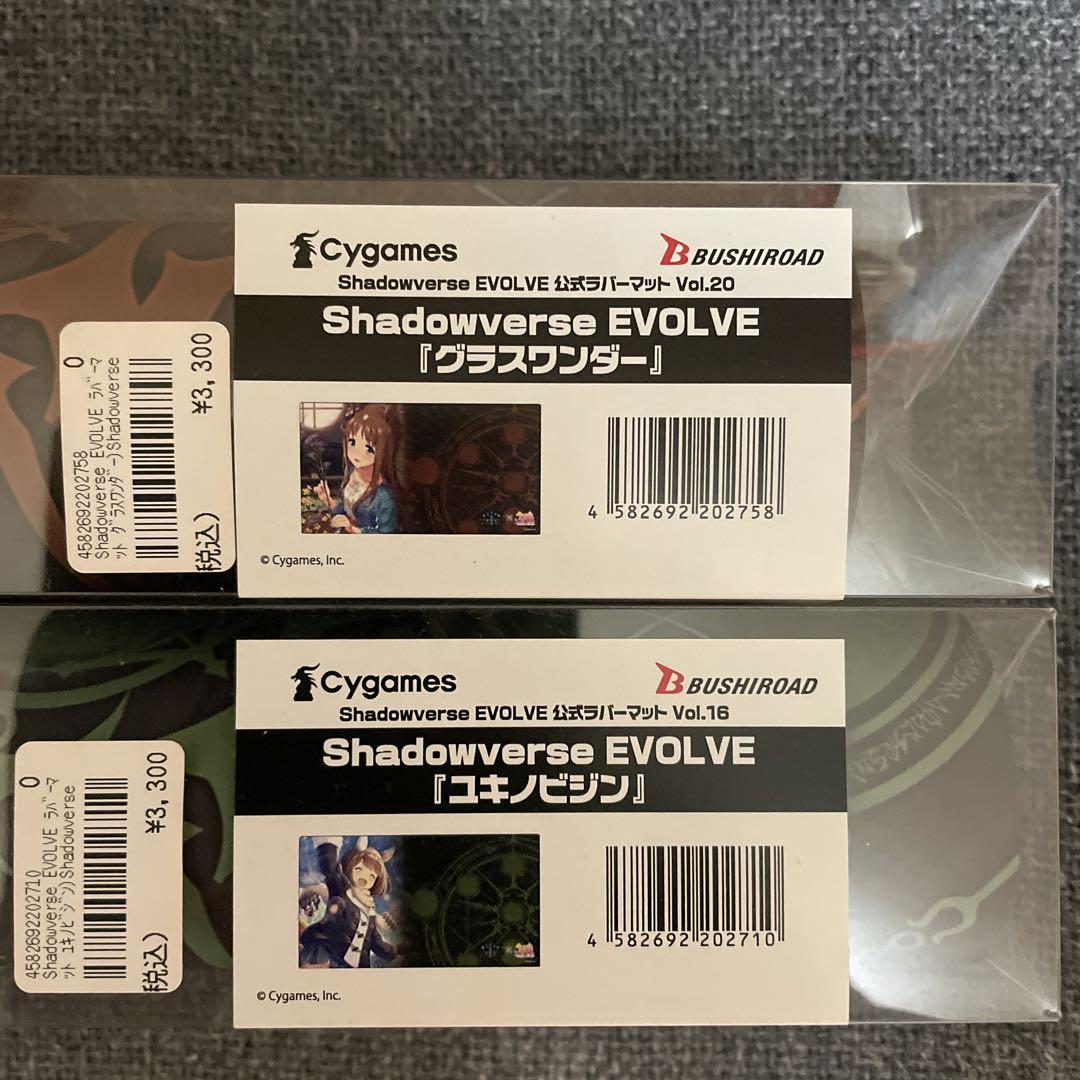 Cygames
BUSHIROAD
Shadowverse EVOLVE 公式ラバーマット Vol.20
Shadowverse EVOLVE
『グラスワンダー』
4 582692 202758
© Cygames, Inc.
0
4582692202758
Shadowverse EVOLVE ラバーマ
ット グラスワンダー)Shadowverse
¥3,300
税込)
Cygames
BUSHIROAD
Shadowverse EVOLVE 公式ラバーマット Vol.16
Shadowverse EVOLVE
『ユキノビジン』
4 582692 202710
© Cygames, Inc.
0
4582692202710
Shadowverse EVOLVE ラバーマ
ット ユキノビジン)Shadowverse
¥3,300
税込)